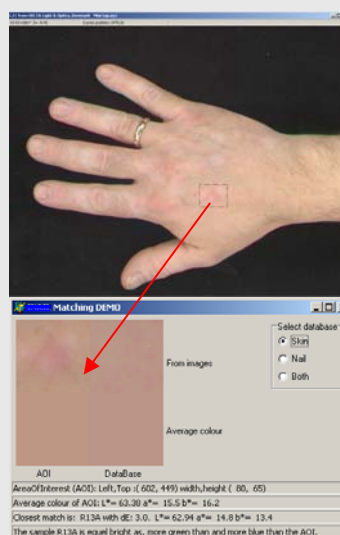 Matching DEMO
Select database
Skin
From images
Nail
Both
Average colour
AOI DataBase
AreaOfInterest (AOI): Left,Top :( 602, 449) width,height ( 80, 65)
Average colour of AOI: L*= 63.38 a*= 15.5 b*= 16.2
Closest match is: R13A with dE: 3.0. L*= 62.94 a*= 14.8 b*= 13.4
The sample R13A is equal bright as, more green than and more blue than the AOI.